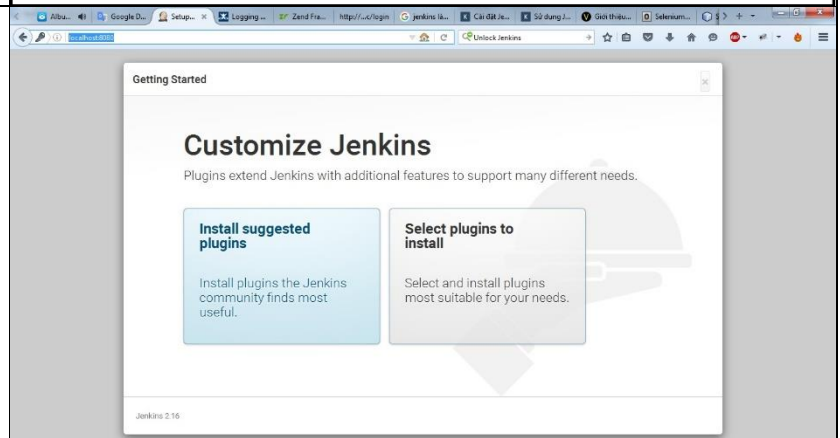 Albu... Google D... Setup... Logging ... Zend Fra... http://...c/login jenkins là... Cài đặt Je... Sử dụng J... Giới thiệu... Selenium...
localhost:8080 Unlock Jenkins
Getting Started
Customize Jenkins
Plugins extend Jenkins with additional features to support many different needs.
Install suggested
plugins
Install plugins the Jenkins
community finds most
useful.
Select plugins to
install
Select and install plugins
most suitable for your needs.
Jenkins 2.16